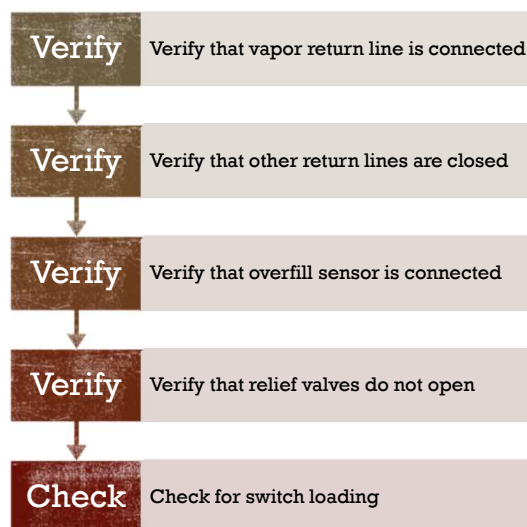 Verify
Verify that vapor return line is connected
Verify
Verify that other return lines are closed
Verify
Verify that overfill sensor is connected
Verify
Verify that relief valves do not open
Check
Check for switch loading